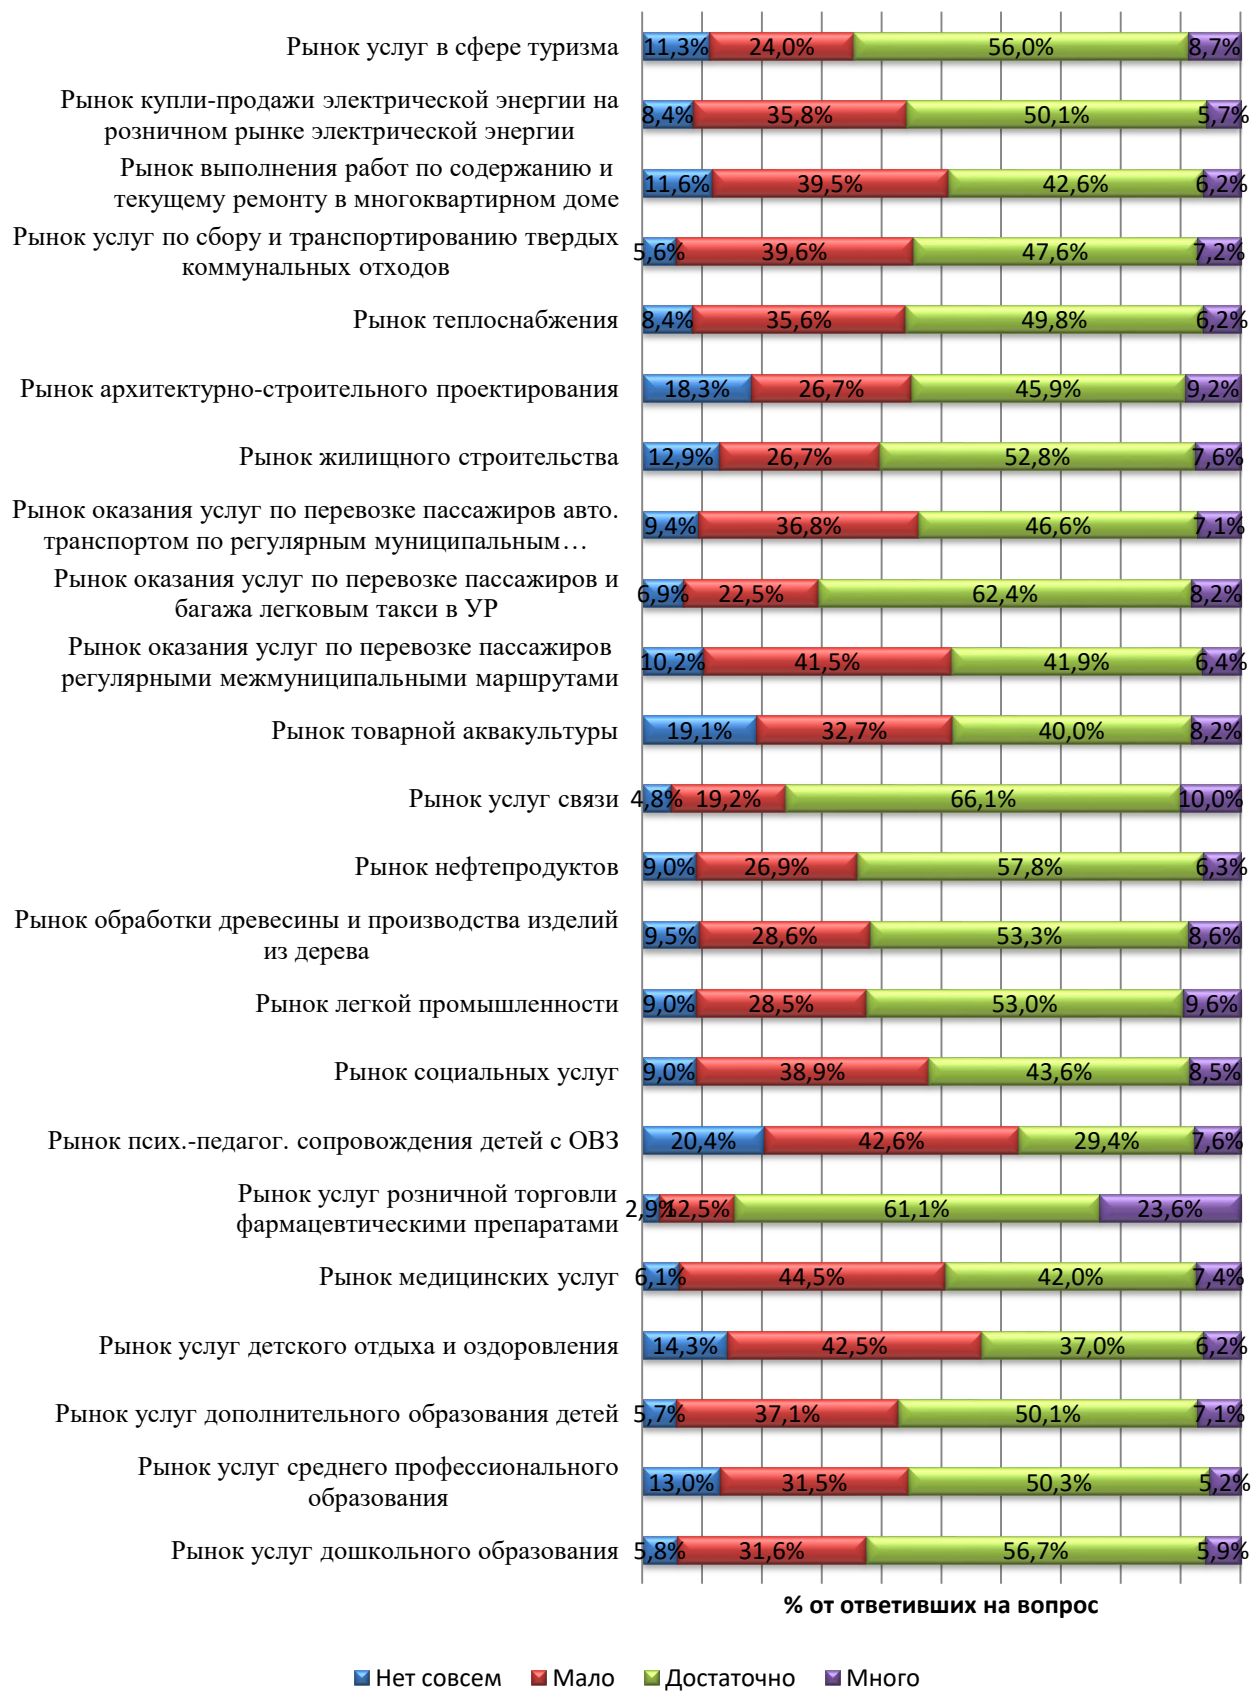 Рынок услуг в сфере туризма
11,3% 24,0% 56,0% 8,7%
Рынок купли-продажи электрической энергии на
розничном рынке электрической энергии
8,4% 35,8% 50,1% 5,7%
Рынок выполнения работ по содержанию и
текущему ремонту в многоквартирном доме
11,6% 39,5% 42,6% 6,2%
Рынок услуг по сбору и транспортированию твердых
коммунальных отходов
5,6% 39,6% 47,6% 7,2%
Рынок теплоснабжения
8,4% 35,6% 49,8% 6,2%
Рынок архитектурно-строительного проектирования
18,3% 26,7% 45,9% 9,2%
Рынок жилищного строительства
12,9% 26,7% 52,8% 7,6%
Рынок оказания услуг по перевозке пассажиров авто.
транспортом по регулярным муниципальным…
9,4% 36,8% 46,6% 7,1%
Рынок оказания услуг по перевозке пассажиров и
багажа легковым такси в УР
6,9% 22,5% 62,4% 8,2%
Рынок оказания услуг по перевозке пассажиров
регулярными межмуниципальными маршрутами
10,2% 41,5% 41,9% 6,4%
Рынок товарной аквакультуры
19,1% 32,7% 40,0% 8,2%
Рынок услуг связи
4,8% 19,2% 66,1% 10,0%
Рынок нефтепродуктов
9,0% 26,9% 57,8% 6,3%
Рынок обработки древесины и производства изделий
из дерева
9,5% 28,6% 53,3% 8,6%
Рынок легкой промышленности
9,0% 28,5% 53,0% 9,6%
Рынок социальных услуг
9,0% 38,9% 43,6% 8,5%
Рынок псих.-педагог. сопровождения детей с ОВЗ
20,4% 42,6% 29,4% 7,6%
Рынок услуг розничной торговли
фармацевтическими препаратами
2,9% 12,5% 61,1% 23,6%
Рынок медицинских услуг
6,1% 44,5% 42,0% 7,4%
Рынок услуг детского отдыха и оздоровления
14,3% 42,5% 37,0% 6,2%
Рынок услуг дополнительного образования детей
5,7% 37,1% 50,1% 7,1%
Рынок услуг среднего профессионального
образования
13,0% 31,5% 50,3% 5,2%
Рынок услуг дошкольного образования
5,8% 31,6% 56,7% 5,9%
% от ответивших на вопрос
Нет совсем Мало Достаточно Много